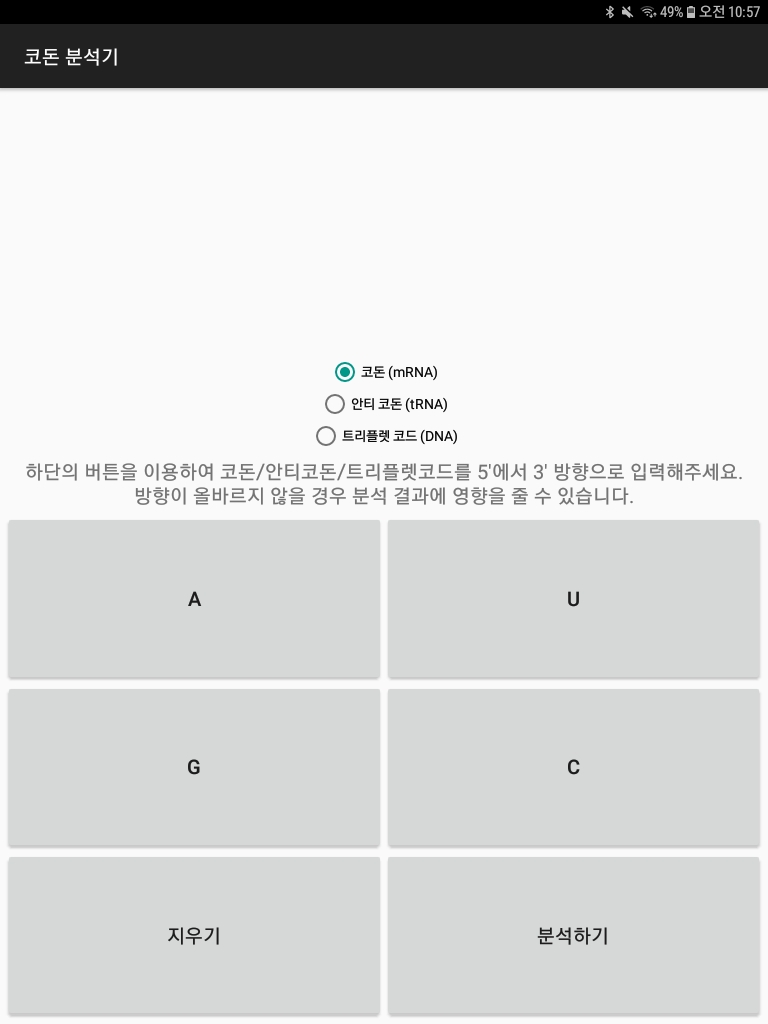 49% 오전 10:57
코돈 분석기
코돈 (mRNA)
안티 코돈 (tRNA)
트리플렛 코드 (DNA)
하단의 버튼을 이용하여 코돈/안티코돈/트리플렛코드를 5'에서 3' 방향으로 입력해주세요.
방향이 올바르지 않을 경우 분석 결과에 영향을 줄 수 있습니다.
A
U
G
C
지우기
분석하기